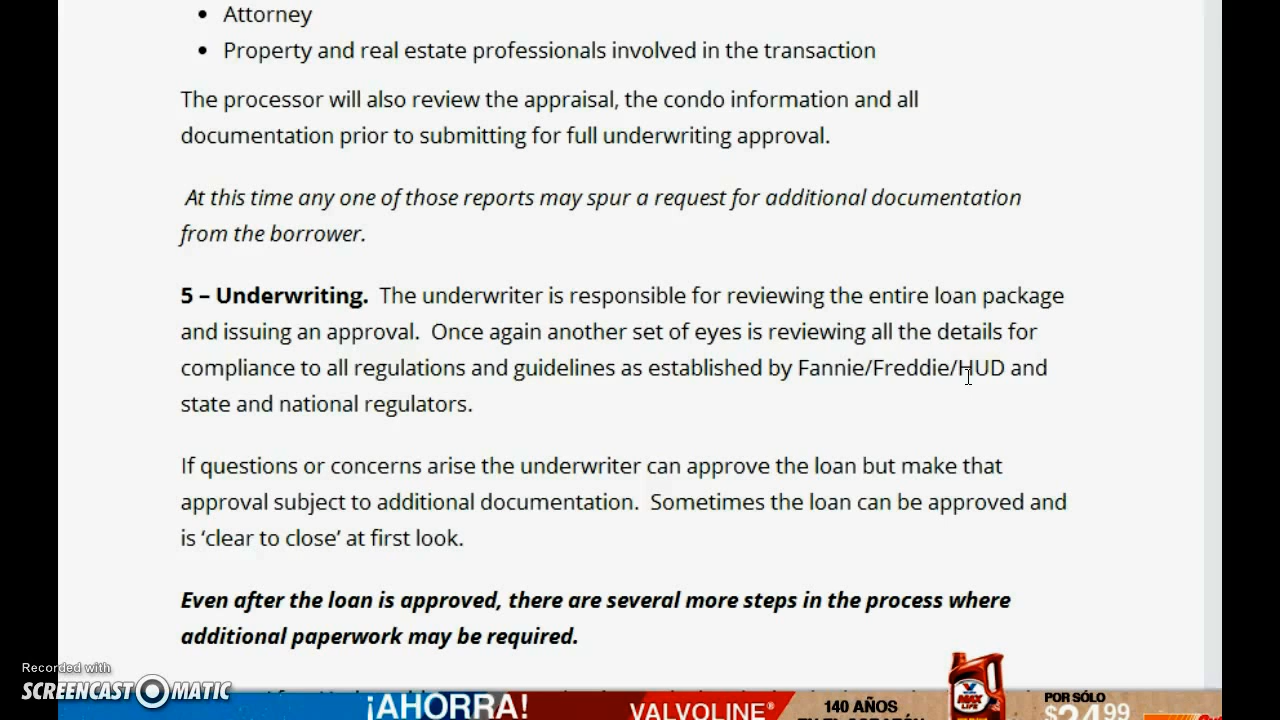 Attorney
Property and real estate professionals involved in the transaction
The processor will also review the appraisal, the condo information and all
documentation prior to submitting for full underwriting approval.
At this time any one of those reports may spur a request for additional documentation
from the borrower.
5 – Underwriting.  The underwriter is responsible for reviewing the entire loan package
and issuing an approval.  Once again another set of eyes is reviewing all the details for
compliance to all regulations and guidelines as established by Fannie/Freddie/HUD and
state and national regulators.
If questions or concerns arise the underwriter can approve the loan but make that
approval subject to additional documentation.  Sometimes the loan can be approved and
is ‘clear to close’ at first look.
Even after the loan is approved, there are several more steps in the process where
additional paperwork may be required.
Recorded with
SCREENCAST MATIC
¡AHORRA!
VALVOLINE®
140 AÑOS
MAX LIFE
POR SÓLO
$24.99